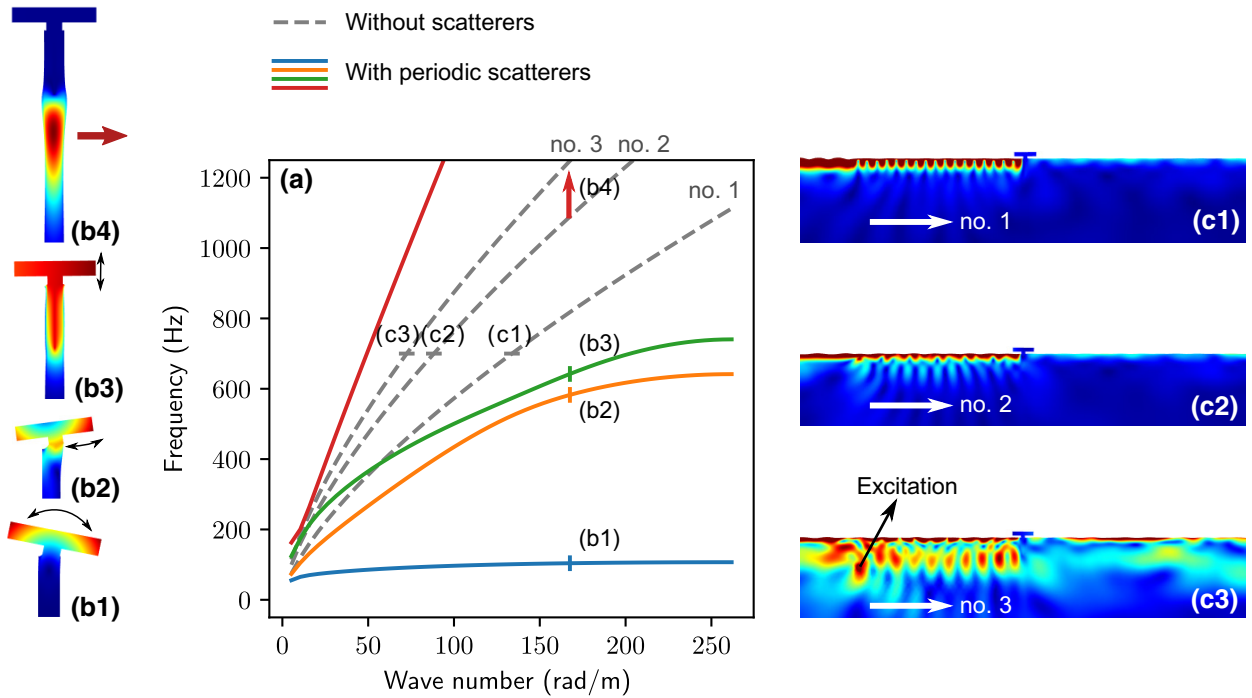 Without scatterers
With periodic scatterers
(b4)
(b3)
(b2)
(b1)
(a)
no. 3
no. 2
no. 1
(b4)
(c3)
(c2)
(c1)
(b3)
(b2)
(b1)
1200
1000
800
600
400
200
0
Frequency (Hz)
0 50 100 150 200 250
Wave number (rad/m)
no. 1
(c1)
no. 2
(c2)
Excitation
no. 3
(c3)